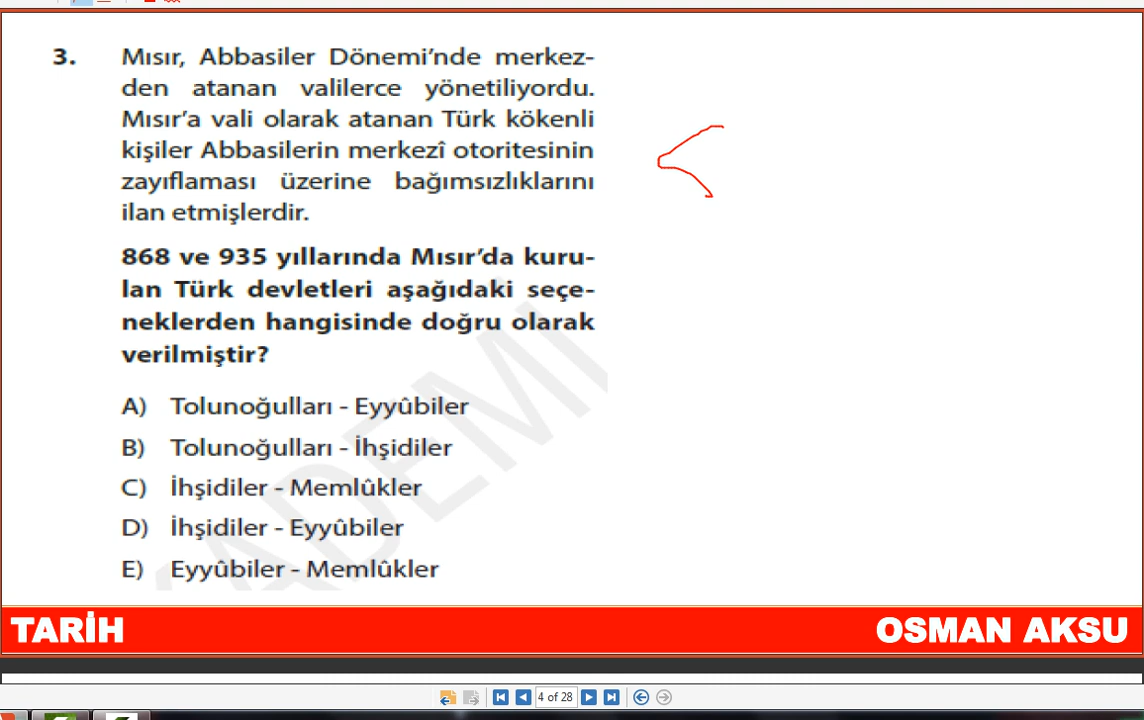 3. Mısır, Abbasiler Dönemi'nde merkez-
den atanan valilerce yönetiliyordu.
Mısır'a vali olarak atanan Türk kökenli
kişiler Abbasilerin merkezî otoritesinin
zayıflaması üzerine bağımsızlıklarını
ilan etmişlerdir.
868 ve 935 yıllarında Mısır'da kuru-
lan Türk devletleri aşağıdaki seçe-
neklerden hangisinde doğru olarak
verilmiştir?
A) Tolunoğulları - Eyyûbiler
B) Tolunoğulları - İhşidiler
C) İhşidiler - Memlûkler
D) İhşidiler - Eyyûbiler
E) Eyyûbiler - Memlûkler
TARİH
OSMAN AKSU
4 of 28